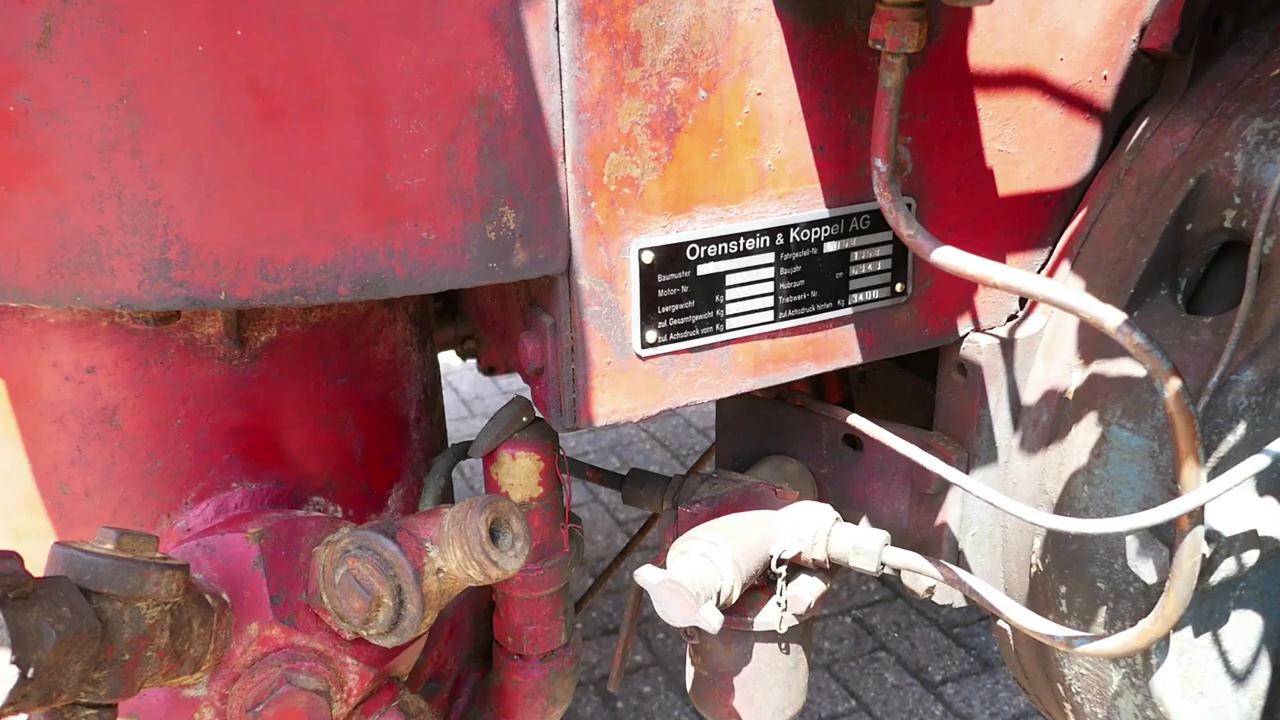 Orenstein & Koppel AG
Baumuster
Motor- Nr.
Leergewicht Kg
zul. Gesamtgewicht Kg
zul. Achsdruck vorn Kg
Fahrgestell-Nr.
Baujahr
Hubraum cm
Triebwerk- Nr.
zul. Achsdruck hinten Kg